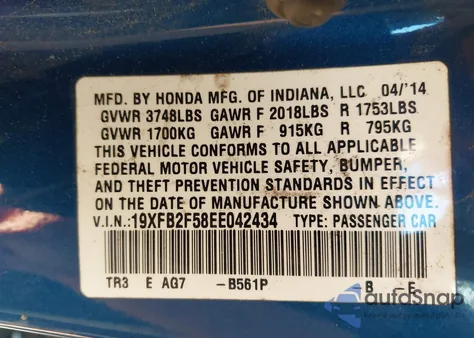 MFD. BY HONDA MFG. OF INDIANA, LLC 04/'14
GVWR 3748LBS GAWR F 2018LBS R 1753LBS
GVWR 1700KG GAWR F 915KG R 795KG
THIS VEHICLE CONFORMS TO ALL APPLICABLE
FEDERAL MOTOR VEHICLE SAFETY, BUMPER,
AND THEFT PREVENTION STANDARDS IN EFFECT
ON THE DATE OF MANUFACTURE SHOWN ABOVE.
V.I.N.:19XFB2F58EE042434 TYPE: PASSENGER CAR
TR3 E AG7 -B561P B E
autoSnap